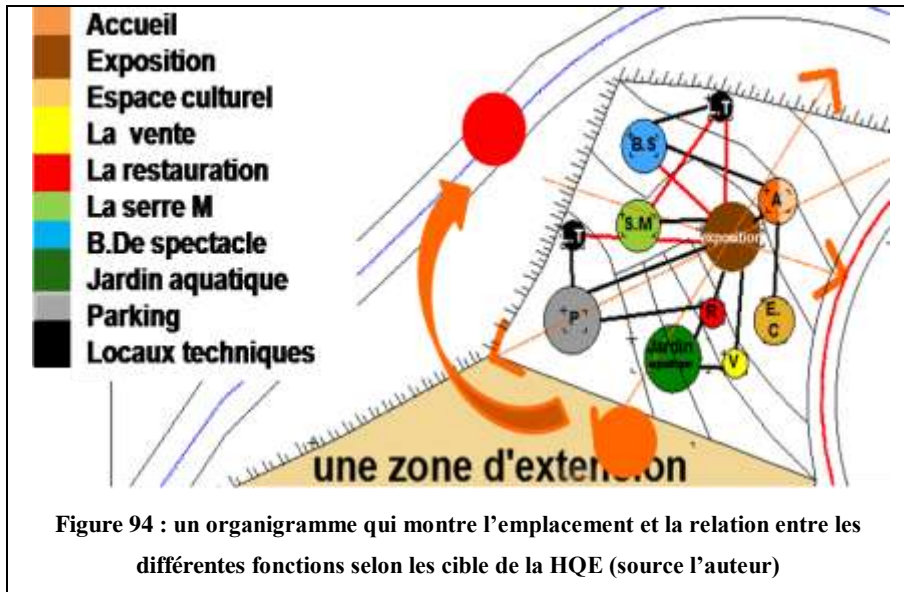 Accueil
Exposition
Espace culturel
La vente
La restauration
La serre M
B.De spectacle
Jardin aquatique
Parking
Locaux techniques
L.T
B.S
A
S.M
exposition
L.T
P
R
E.
C
Jardin
aquatique
V
une zone d'extension
Figure 94 : un organigramme qui montre l’emplacement et la relation entre les
différentes fonctions selon les cible de la HQE (source l’auteur)